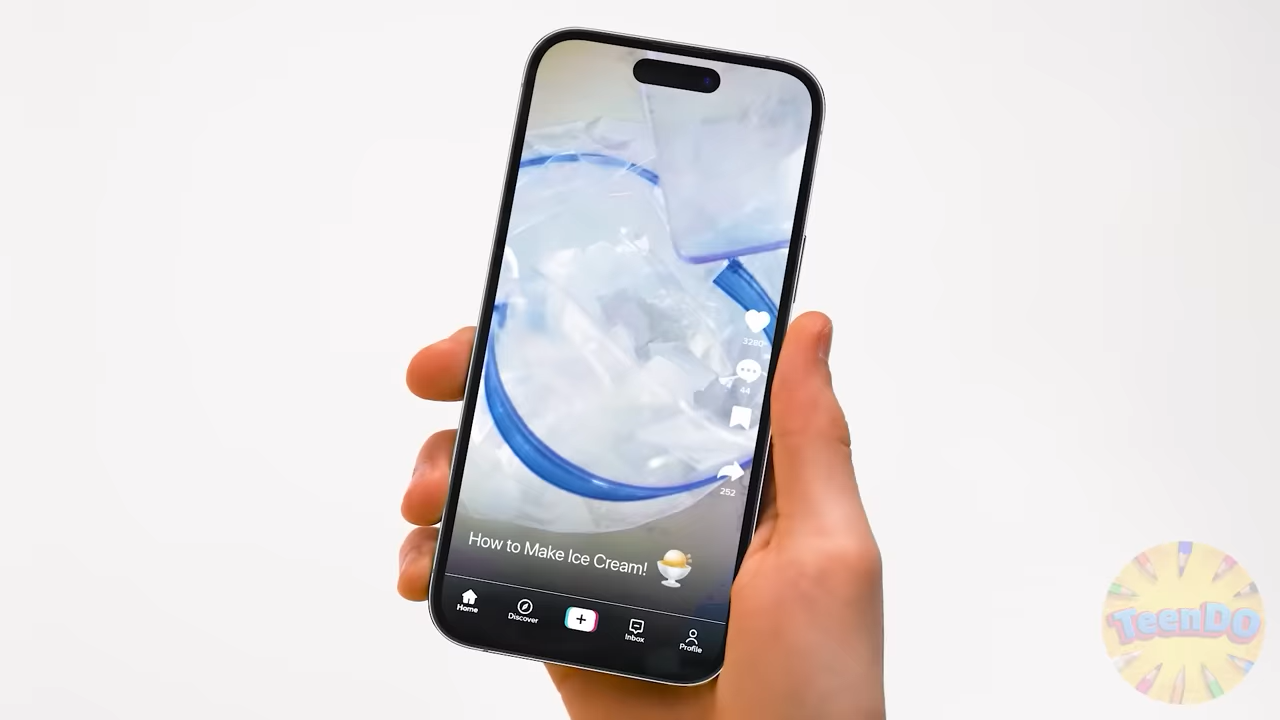 3280
44
252
How to Make Ice Cream!
Home
Discover
Inbox
Profile
TeenDO